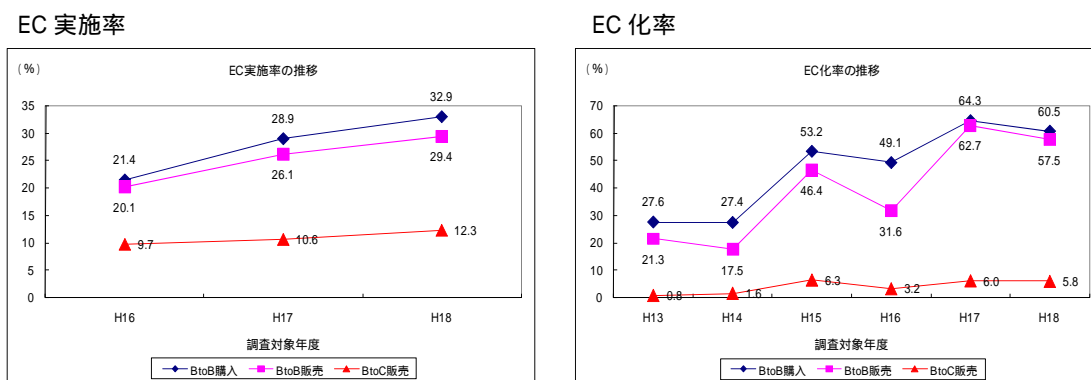 EC 実施率
(%)
EC実施率の推移
35
30
25
20
15
10
5
0
32.9
28.9
29.4
21.4
26.1
20.1
9.7
10.6
12.3
H16
H17
H18
調査対象年度
BtoB購入
BtoB販売
BtoC販売
EC 化率
(%)
EC化率の推移
70
60
50
40
30
20
10
0
64.3
60.5
53.2
49.1
62.7
57.5
46.4
27.6
27.4
31.6
21.3
17.5
0.8
1.6
6.3
3.2
6.0
5.8
H13
H14
H15
H16
H17
H18
調査対象年度
BtoB購入
BtoB販売
BtoC販売